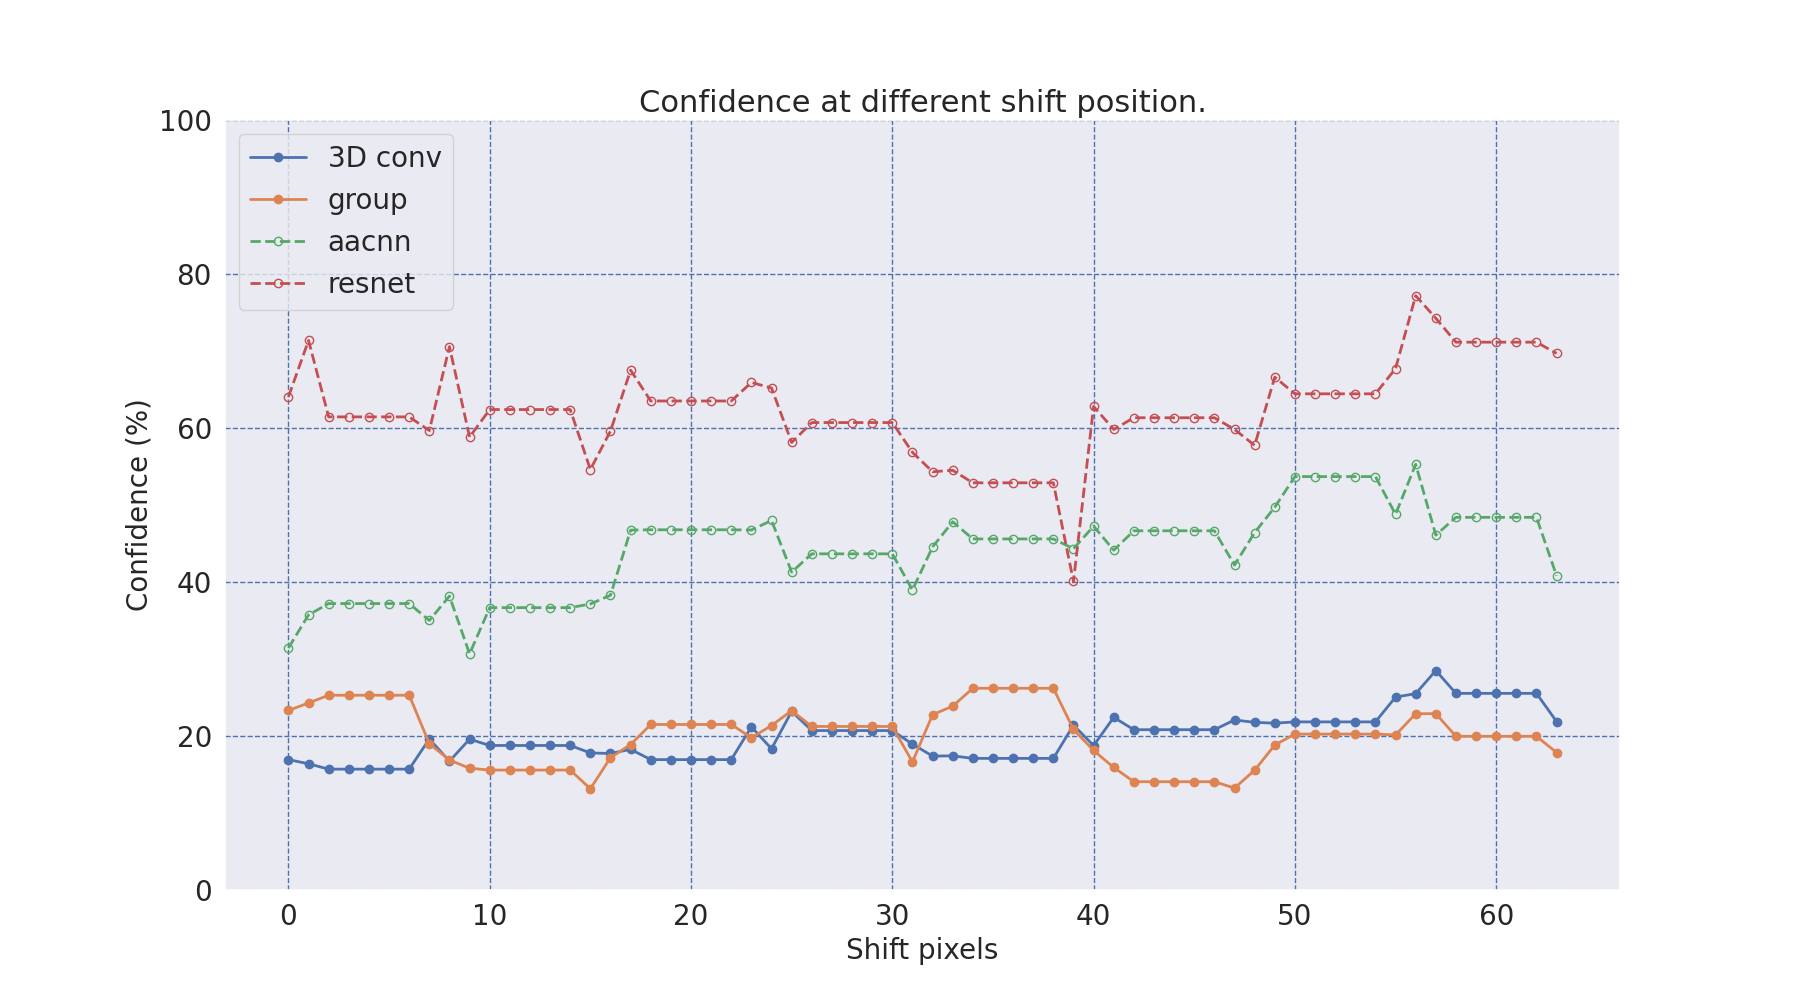 Confidence at different shift position.
100
80
60
40
20
0
Confidence (%)
3D conv
group
aacnn
resnet
0 10 20 30 40 50 60
Shift pixels